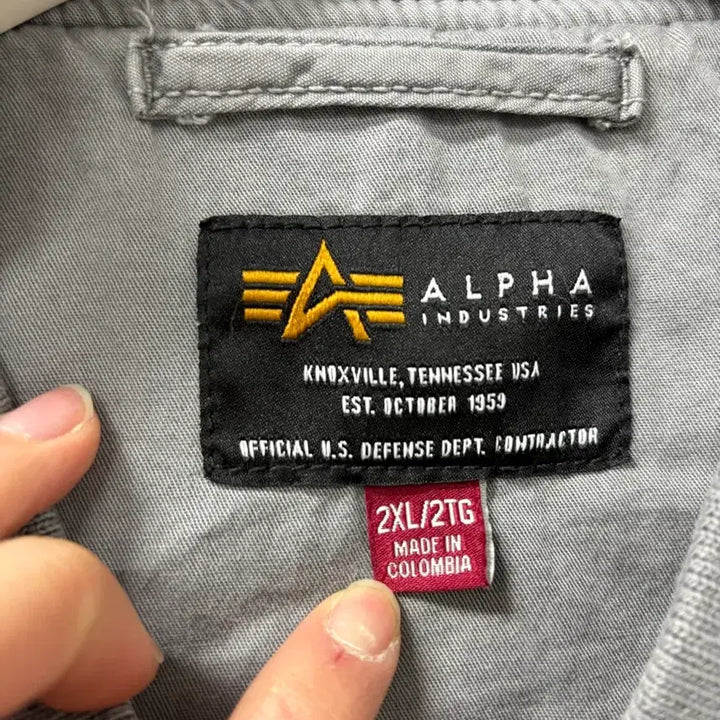 ALPHA
INDUSTRIES
KNOXVILLE, TENNESSEE USA
EST. OCTOBER 1959
OFFICIAL U.S. DEFENSE DEPT. CONTRACTOR
2XL/2TG
MADE IN
COLOMBIA